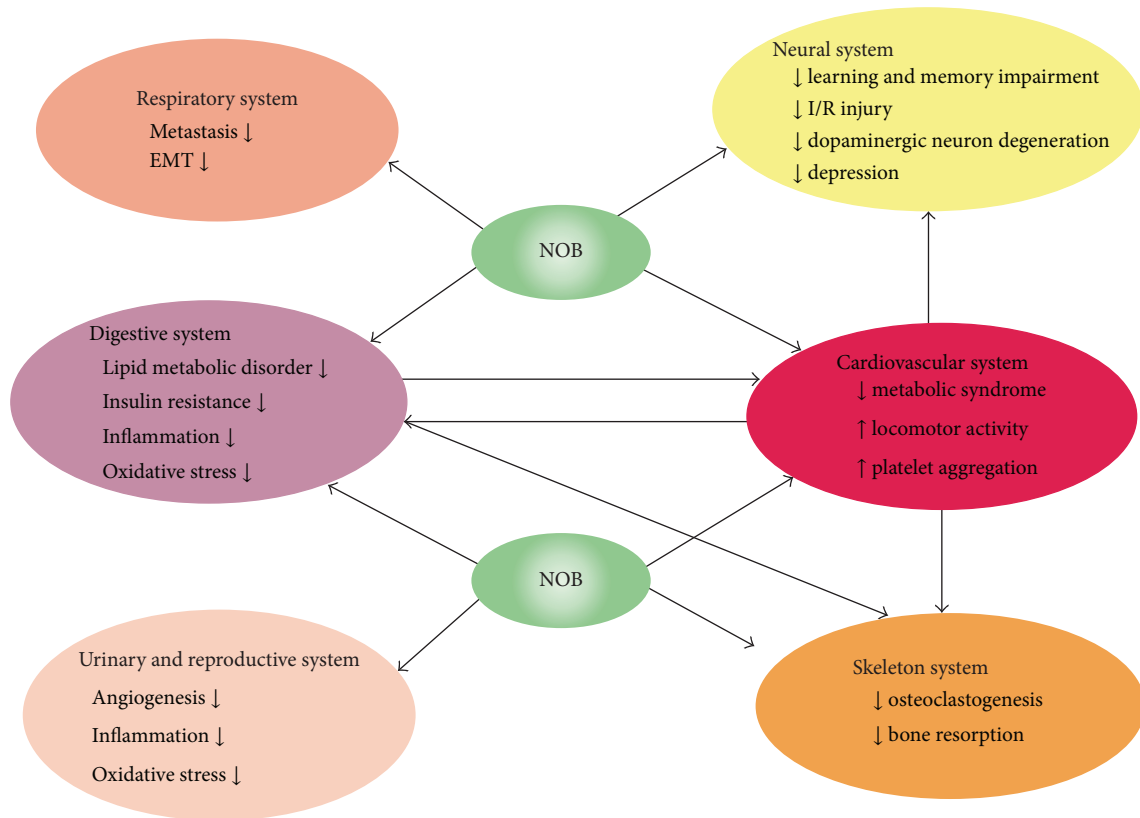 Respiratory system
Metastasis ↓
EMT ↓
Neural system
↓ learning and memory impairment
↓ I/R injury
↓ dopaminergic neuron degeneration
↓ depression
NOB
Digestive system
Lipid metabolic disorder ↓
Insulin resistance ↓
Inflammation ↓
Oxidative stress ↓
Cardiovascular system
↓ metabolic syndrome
↑ locomotor activity
↑ platelet aggregation
NOB
Urinary and reproductive system
Angiogenesis ↓
Inflammation ↓
Oxidative stress ↓
Skeleton system
↓ osteoclastogenesis
↓ bone resorption